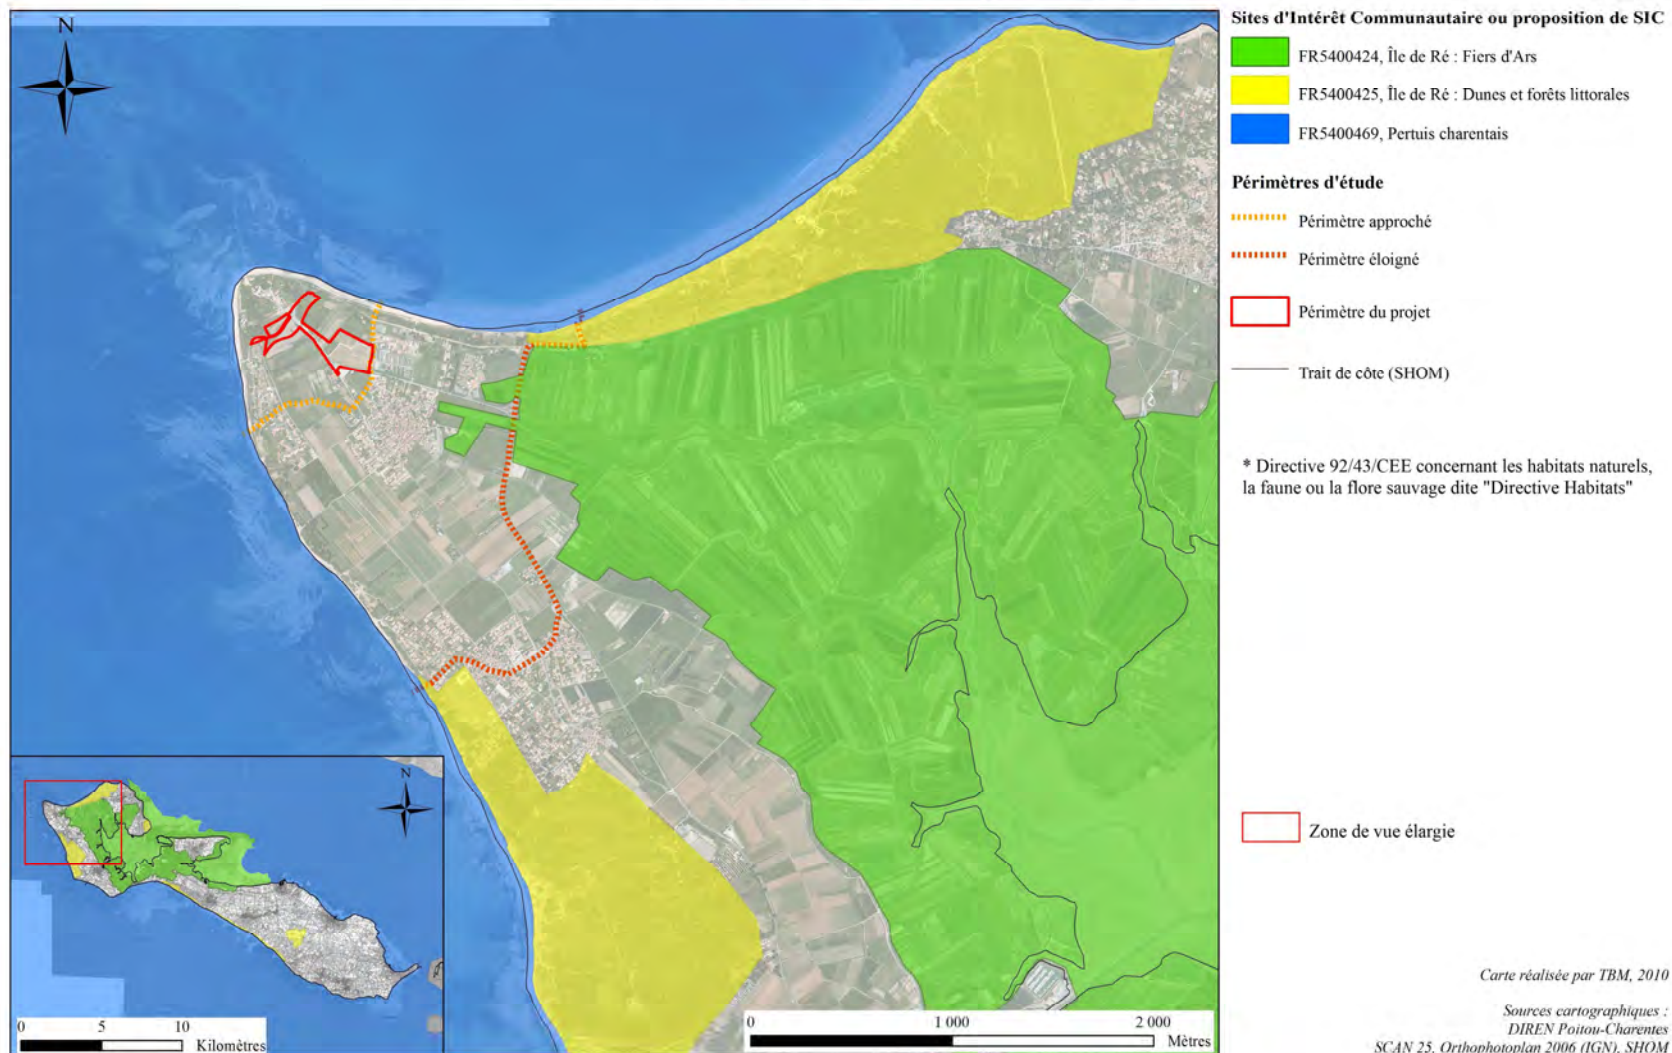 N
Sites d'Intérêt Communautaire ou proposition de SIC
FR5400424, Île de Ré : Fiers d'Ars
FR5400425, Île de Ré : Dunes et forêts littorales
FR5400469, Pertuis charentais
Périmètres d'étude
Périmètre approché
Périmètre éloigné
Périmètre du projet
Trait de côte (SHOM)
* Directive 92/43/CEE concernant les habitats naturels,
la faune ou la flore sauvage dite "Directive Habitats"
N
Zone de vue élargie
0 5 10
Kilomètres
0 1 000 2 000
Mètres
Carte réalisée par TBM, 2010
Sources cartographiques :
DIREN Poitou-Charentes
SCAN 25, Orthophotoplan 2006 (IGN), SHOM